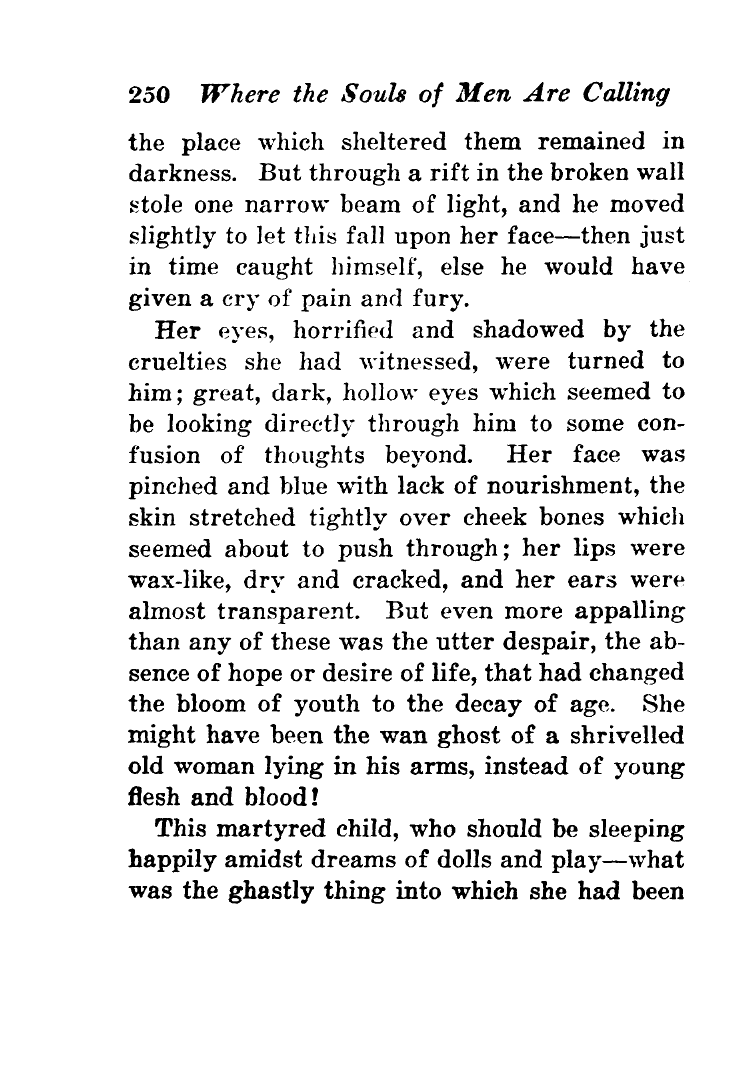 250 Where the Souls of Men Are Calling
the place which sheltered them remained in
darkness. But through a rift in the broken wall
stole one narrow beam of light, and he moved
slightly to let this fall upon her face—then just
in time caught himself, else he would have
given a cry of pain and fury.
Her eyes, horrified and shadowed by the
cruelties she had witnessed, were turned to
him; great, dark, hollow eyes which seemed to
be looking directly through him to some con-
fusion of thoughts beyond. Her face was
pinched and blue with lack of nourishment, the
skin stretched tightly over cheek bones which
seemed about to push through; her lips were
wax-like, dry and cracked, and her ears were
almost transparent. But even more appalling
than any of these was the utter despair, the ab-
sence of hope or desire of life, that had changed
the bloom of youth to the decay of age. She
might have been the wan ghost of a shrivelled
old woman lying in his arms, instead of young
flesh and blood!
This martyred child, who should be sleeping
happily amidst dreams of dolls and play—what
was the ghastly thing into which she had been